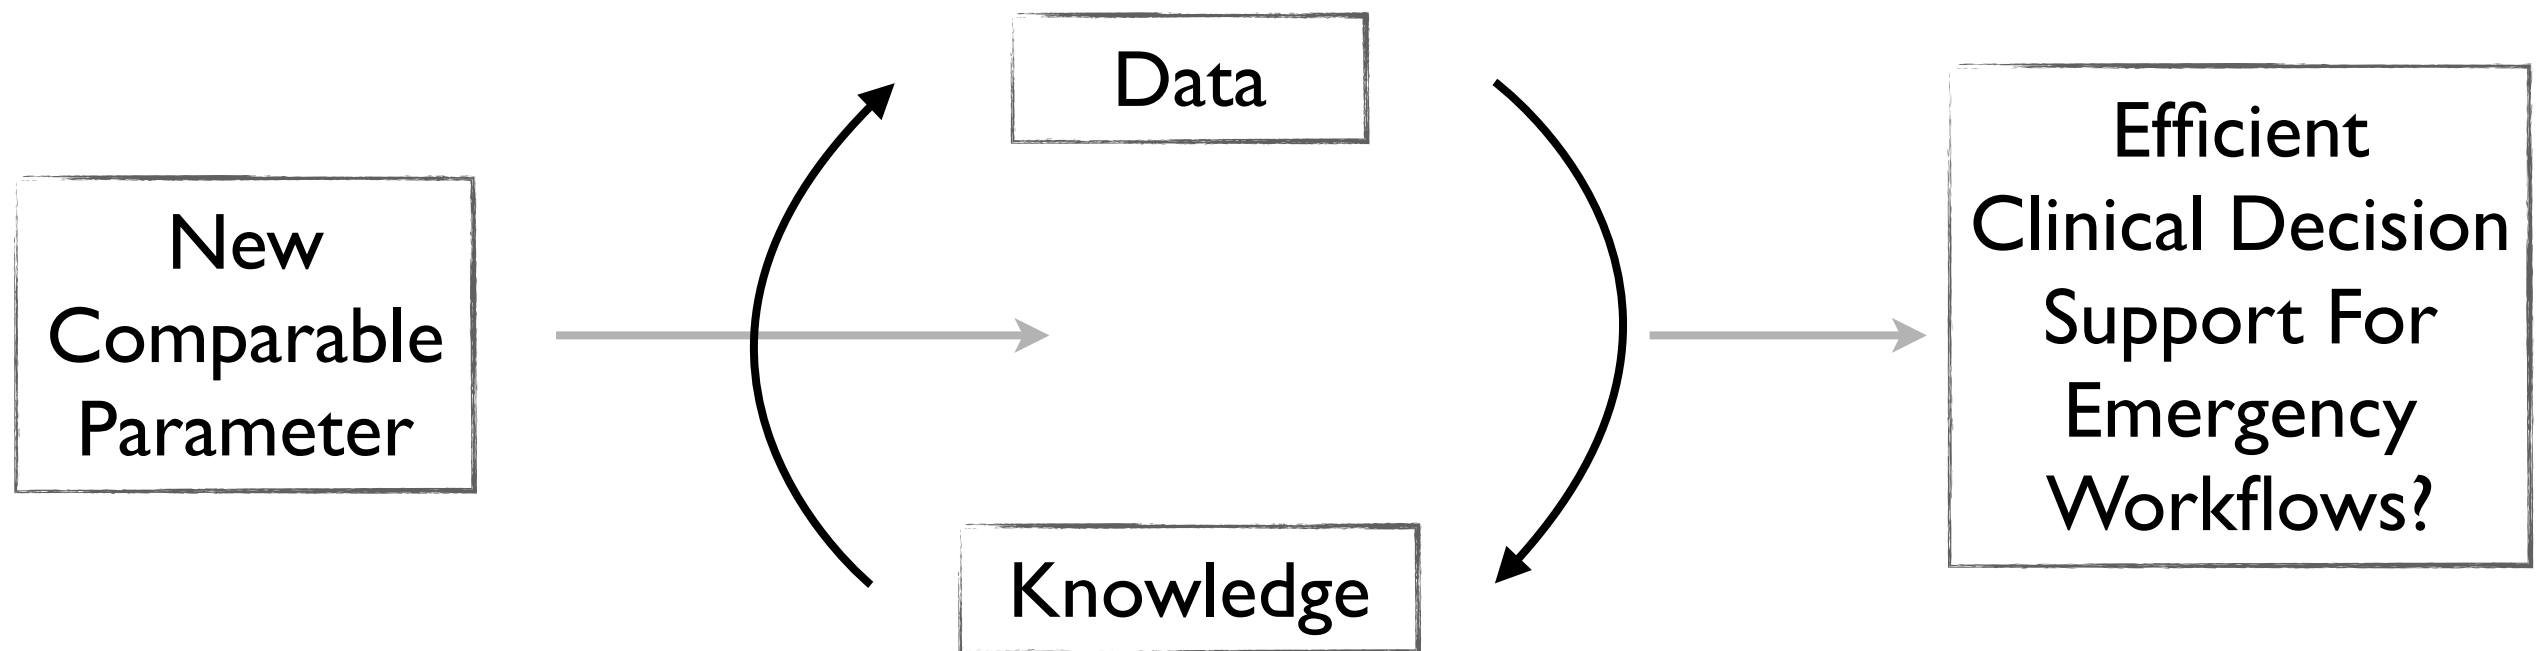 New
Comparable
Parameter
Data
Knowledge
Efficient
Clinical Decision
Support For
Emergency
Workflows?